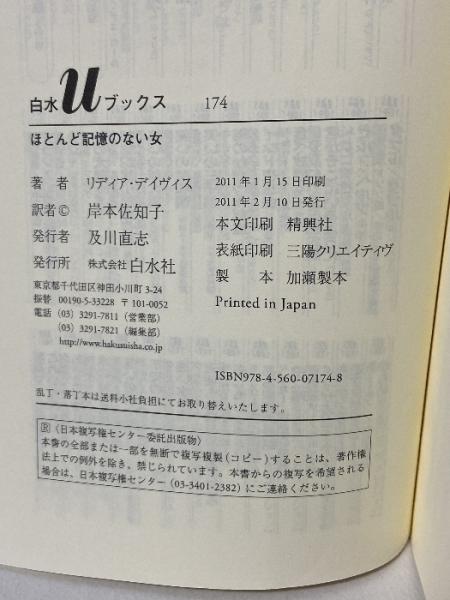 白水uブックス 174
ほとんど記憶のない女
著者 リディア・デイヴィス
訳者© 岸本佐知子
発行者 及川直志
発行所 株式会社 白水社
東京都千代田区神田小川町 3-24
振替 00190-5-33228 〒 101-0052
電話 (03) 3291-7811 (営業部)
(03) 3291-7821 (編集部)
http://www.hakusuisha.co.jp
2011 年 1 月 15 日印刷
2011 年 2 月 10 日発行
本文印刷 精興社
表紙印刷 三陽クリエイティヴ
製本 加瀬製本
Printed in Japan
ISBN978-4-560-07174-8
乱丁・落丁本は送料小社負担にてお取り替えいたします。
Ⓡ〈日本複写権センター委託出版物〉
本書の全部または一部を無断で複写複製(コピー)することは、著作権
法上での例外を除き、禁じられています。本書からの複写を希望される
場合は、日本複写権センター (03-3401-2382) にご連絡ください。